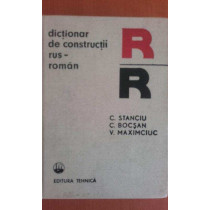 dicționar
de construcții
rus-
român
R
R
C. STANCIU
C. BOCȘAN
V. MAXIMCIUC
EDITURA TEHNICĂ